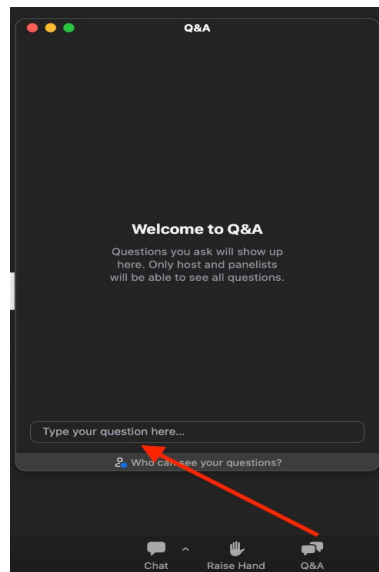 Q&A
Welcome to Q&A
Questions you ask will show up
here. Only host and panelists
will be able to see all questions.
Type your question here...
Who can see your questions?
Chat Raise Hand Q&A